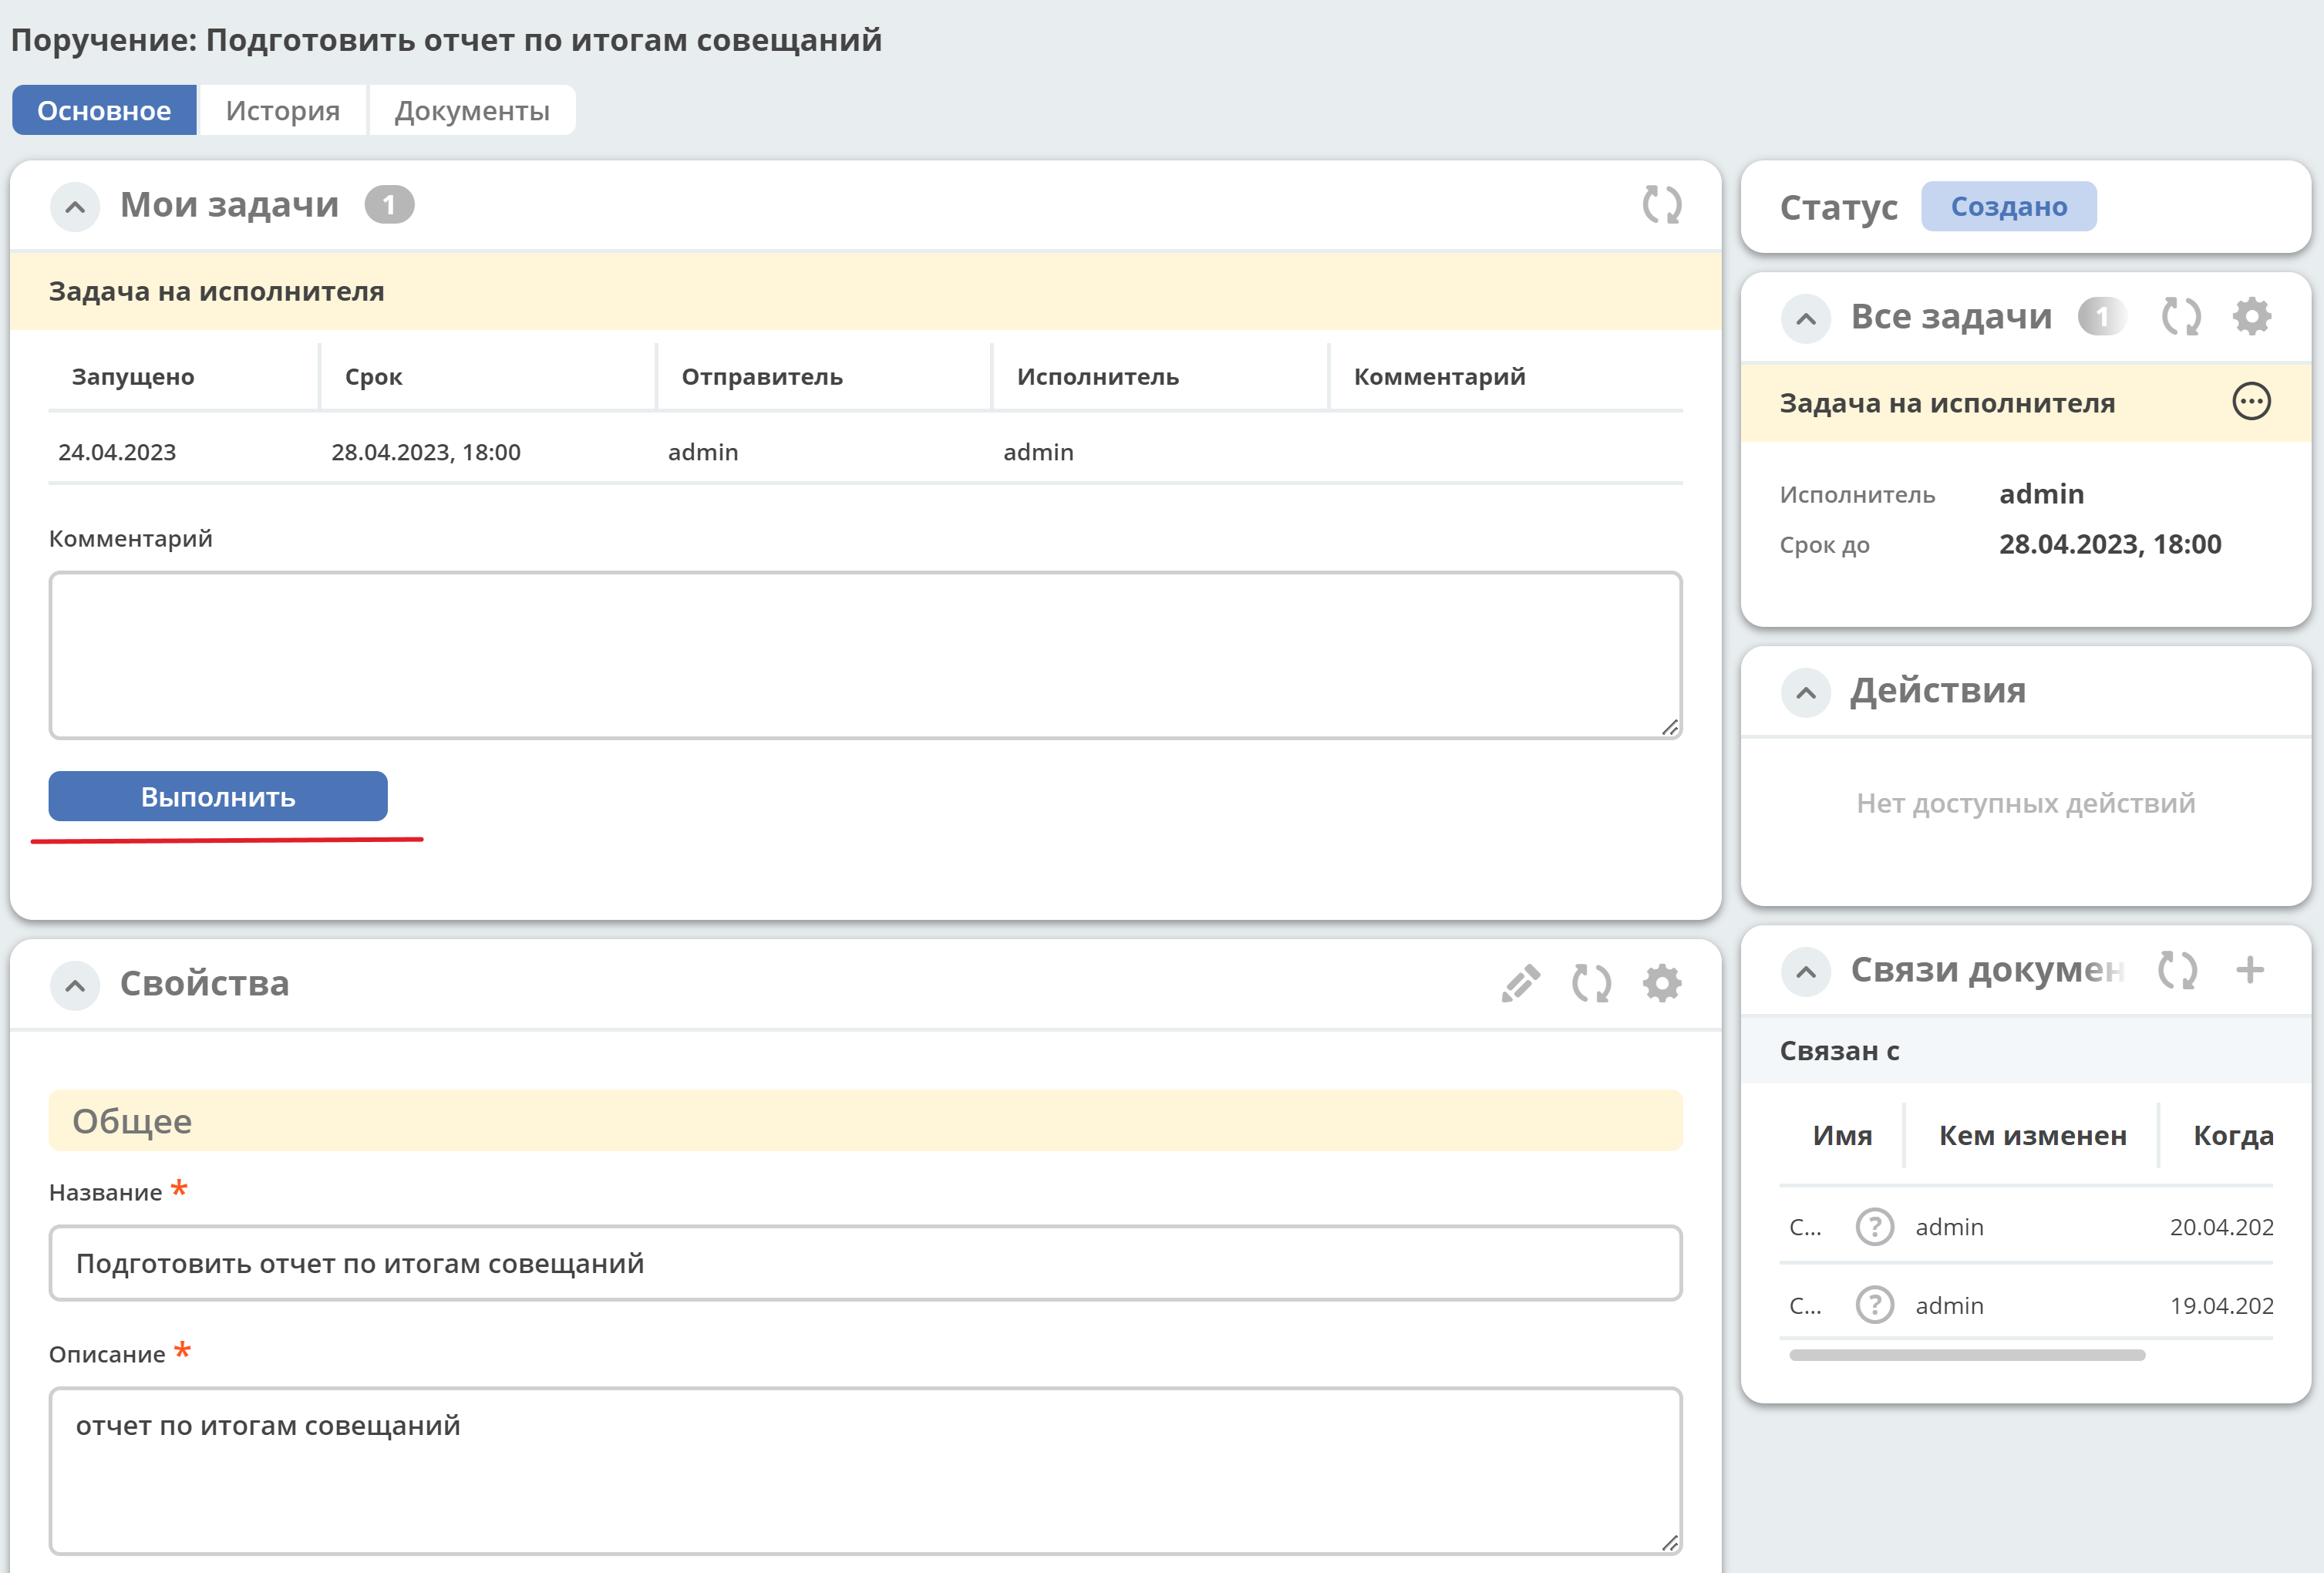 Поручение: Подготовить отчет по итогам совещаний
Основное История Документы
Мои задачи 1
Задача на исполнителя
Запущено Срок Отправитель Исполнитель Комментарий
24.04.2023 28.04.2023, 18:00 admin admin
Комментарий
Выполнить
Свойства
Общее
Название *
Подготовить отчет по итогам совещаний
Описание *
отчет по итогам совещаний
Статус Создано
Все задачи 1
Задача на исполнителя
Исполнитель admin
Срок до 28.04.2023, 18:00
Действия
Нет доступных действий
Связи докумен
Связан с
Имя Кем изменен Когда
С... ? admin 20.04.202
С... ? admin 19.04.202